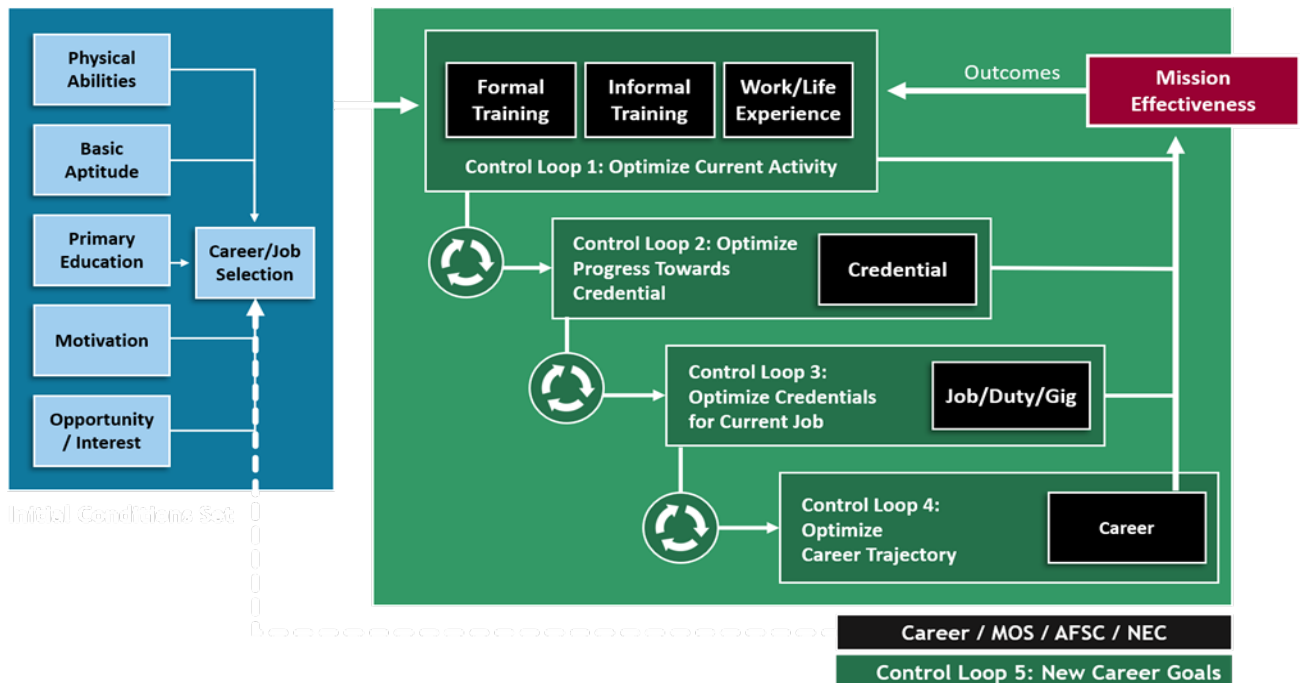 Physical
Abilities
Basic
Aptitude
Primary
Education
Motivation
Opportunity
/ Interest
Career/Job
Selection
Initial Conditions Set
Formal
Training
Informal
Training
Work/Life
Experience
Control Loop 1: Optimize Current Activity
Outcomes
Mission
Effectiveness
Control Loop 2: Optimize
Progress Towards
Credential
Credential
Control Loop 3:
Optimize Credentials
for Current Job
Job/Duty/Gig
Control Loop 4:
Optimize
Career Trajectory
Career
Career / MOS / AFSC / NEC
Control Loop 5: New Career Goals